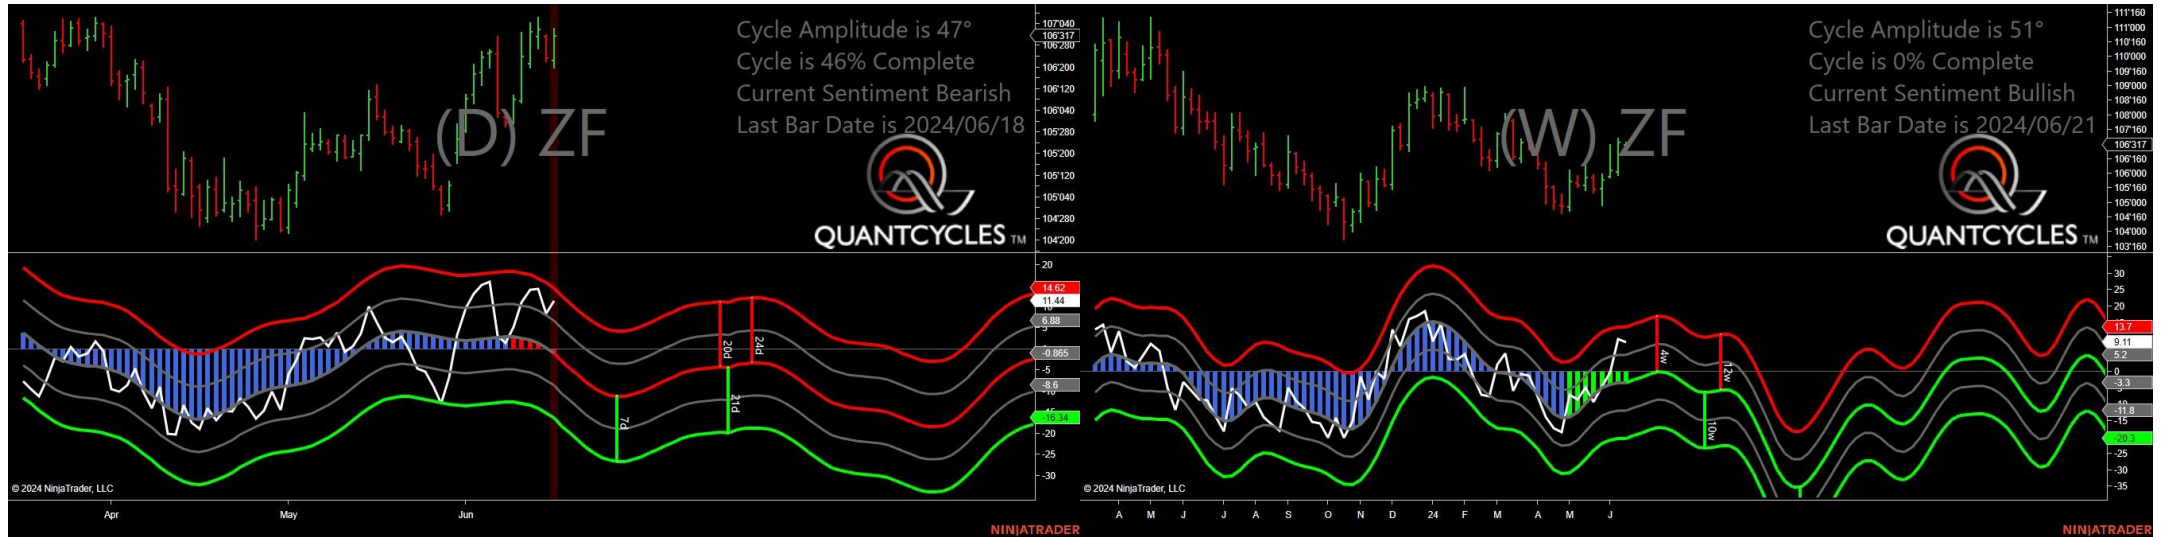 Cycle Amplitude is 47°
Cycle is 46% Complete
Current Sentiment Bearish
Last Bar Date is 2024/06/18
(D) ZF
QUANTCYCLES TM
107'040
106'317
106'280
106'200
106'120
106'040
105'280
105'200
105'120
105'040
104'280
104'200
20
14.62
11.44
6.88
-0.865
-5
-8.6
-16.34
-20
-25
-30
7d
20d
21d
24d
© 2024 NinjaTrader, LLC
Apr May Jun
NINJATRADER
Cycle Amplitude is 51°
Cycle is 0% Complete
Current Sentiment Bullish
Last Bar Date is 2024/06/21
(W) ZF
QUANTCYCLES TM
111'160
111'000
110'160
110'000
109'160
109'000
108'160
108'000
107'160
106'317
106'160
106'000
105'160
105'000
104'160
104'000
103'160
30
25
20
13.7
9.11
5.2
0
-3.3
-11.8
-15
-20.3
-25
-30
-35
4w
10w
12w
© 2024 NinjaTrader, LLC
A M J J A S O N D 24 F M A M J
NINJATRADER